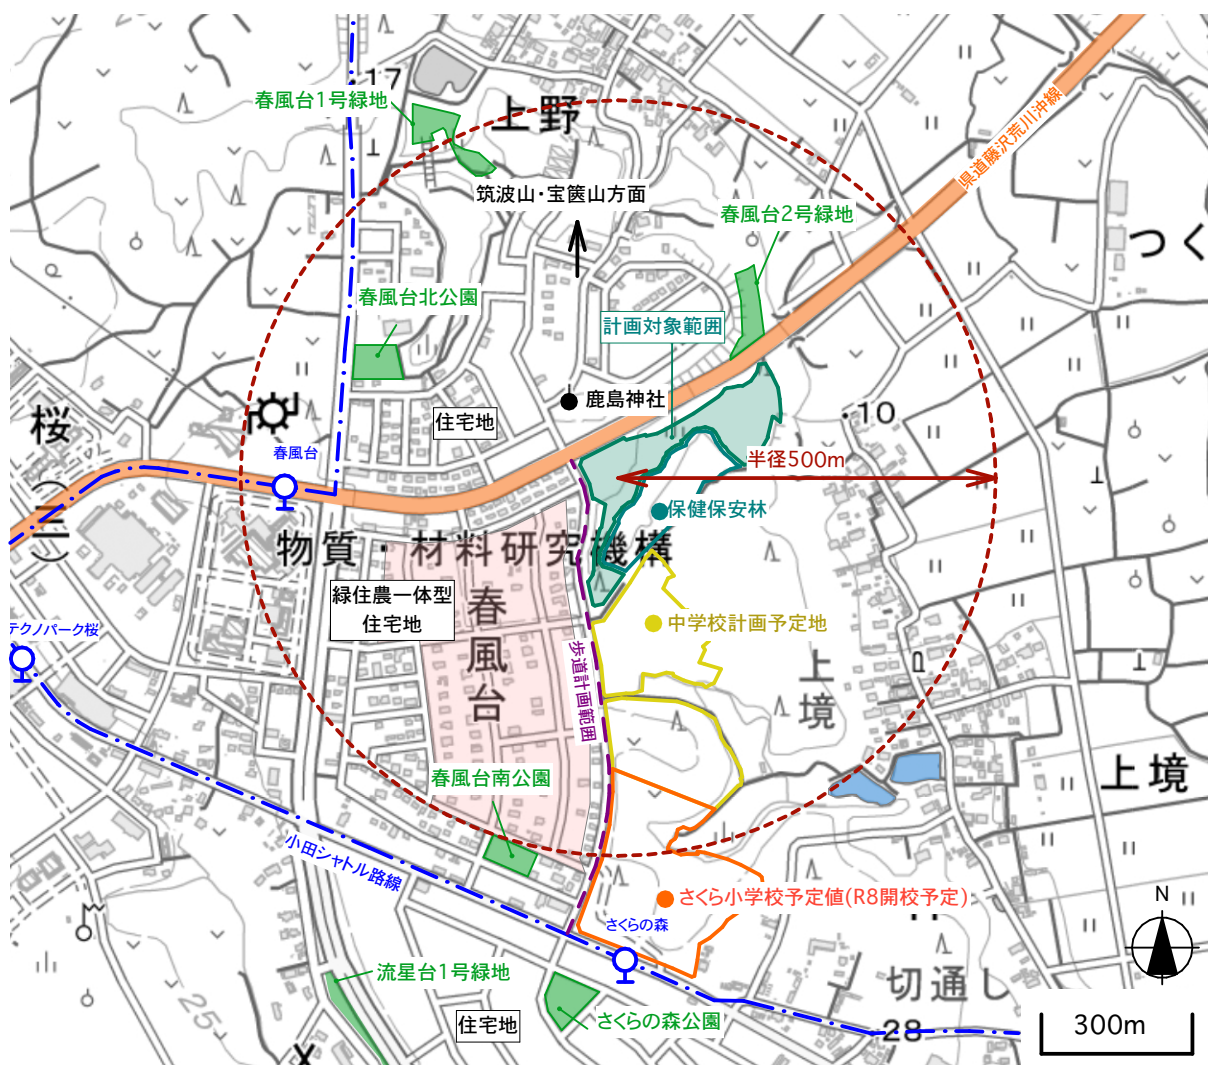 17
春風台1号緑地
上野
県道藤沢荒川沖線
筑波山・宝篋山方面
春風台2号緑地
つく
春風台北公園
計画対象範囲
鹿島神社
10
桜
住宅地
春風台
半径500m
(三)
保健保安林
物質・材料研究機構
緑住農一体型
住宅地
春風台
中学校計画予定地
テクノパーク桜
歩道計画範囲
上境
上境
春風台南公園
小田シャトル路線
さくら小学校予定値(R8開校予定)
N
さくらの森
流星台1号緑地
切通し
25
住宅地
さくらの森公園
28
300m